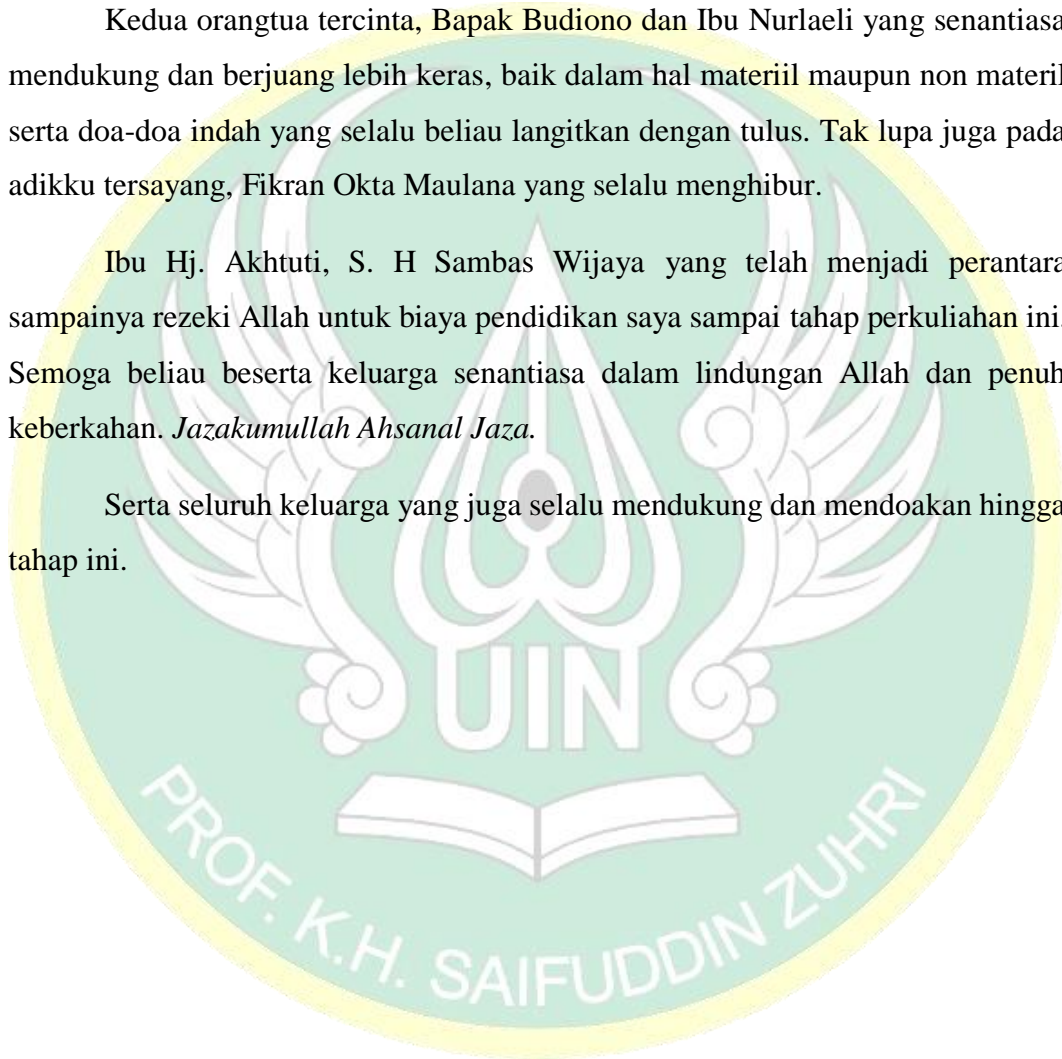 Kedua orangtua tercinta, Bapak Budiono dan Ibu Nurlaeli yang senantiasa
mendukung dan berjuang lebih keras, baik dalam hal materiil maupun non materil
serta doa-doa indah yang selalu beliau langitkan dengan tulus. Tak lupa juga pada
adikku tersayang, Fikran Okta Maulana yang selalu menghibur.
Ibu Hj. Akhtuti, S. H Sambas Wijaya yang telah menjadi perantara
sampainya rezeki Allah untuk biaya pendidikan saya sampai tahap perkuliahan ini.
Semoga beliau beserta keluarga senantiasa dalam lindungan Allah dan penuh
keberkahan. Jazakumullah Ahsanal Jaza.
Serta seluruh keluarga yang juga selalu mendukung dan mendoakan hingga
tahap ini.
UIN
PROF. K.H. SAIFUDDIN ZUHRI